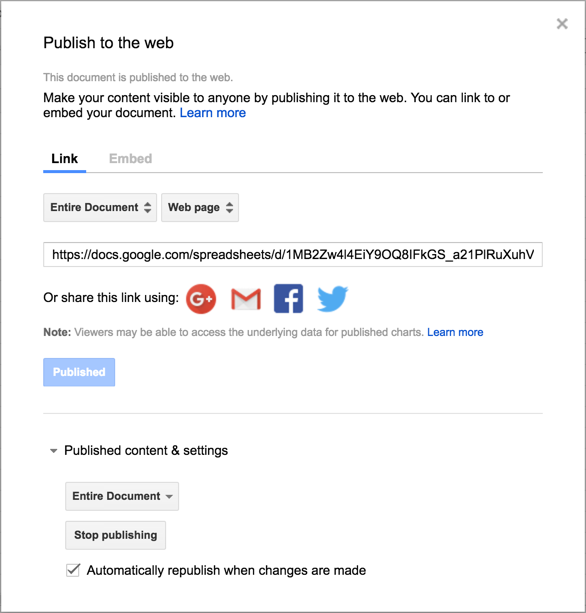 Publish to the web
This document is published to the web.
Make your content visible to anyone by publishing it to the web. You can link to or
embed your document. Learn more
Link Embed
Entire Document Web page
https://docs.google.com/spreadsheets/d/1MB2Zw4l4EiY9OQ8IFkGS_a21PlRuXuhV
Or share this link using: G+ M f
Note: Viewers may be able to access the underlying data for published charts. Learn more
Published
Published content & settings
Entire Document
Stop publishing
Automatically republish when changes are made